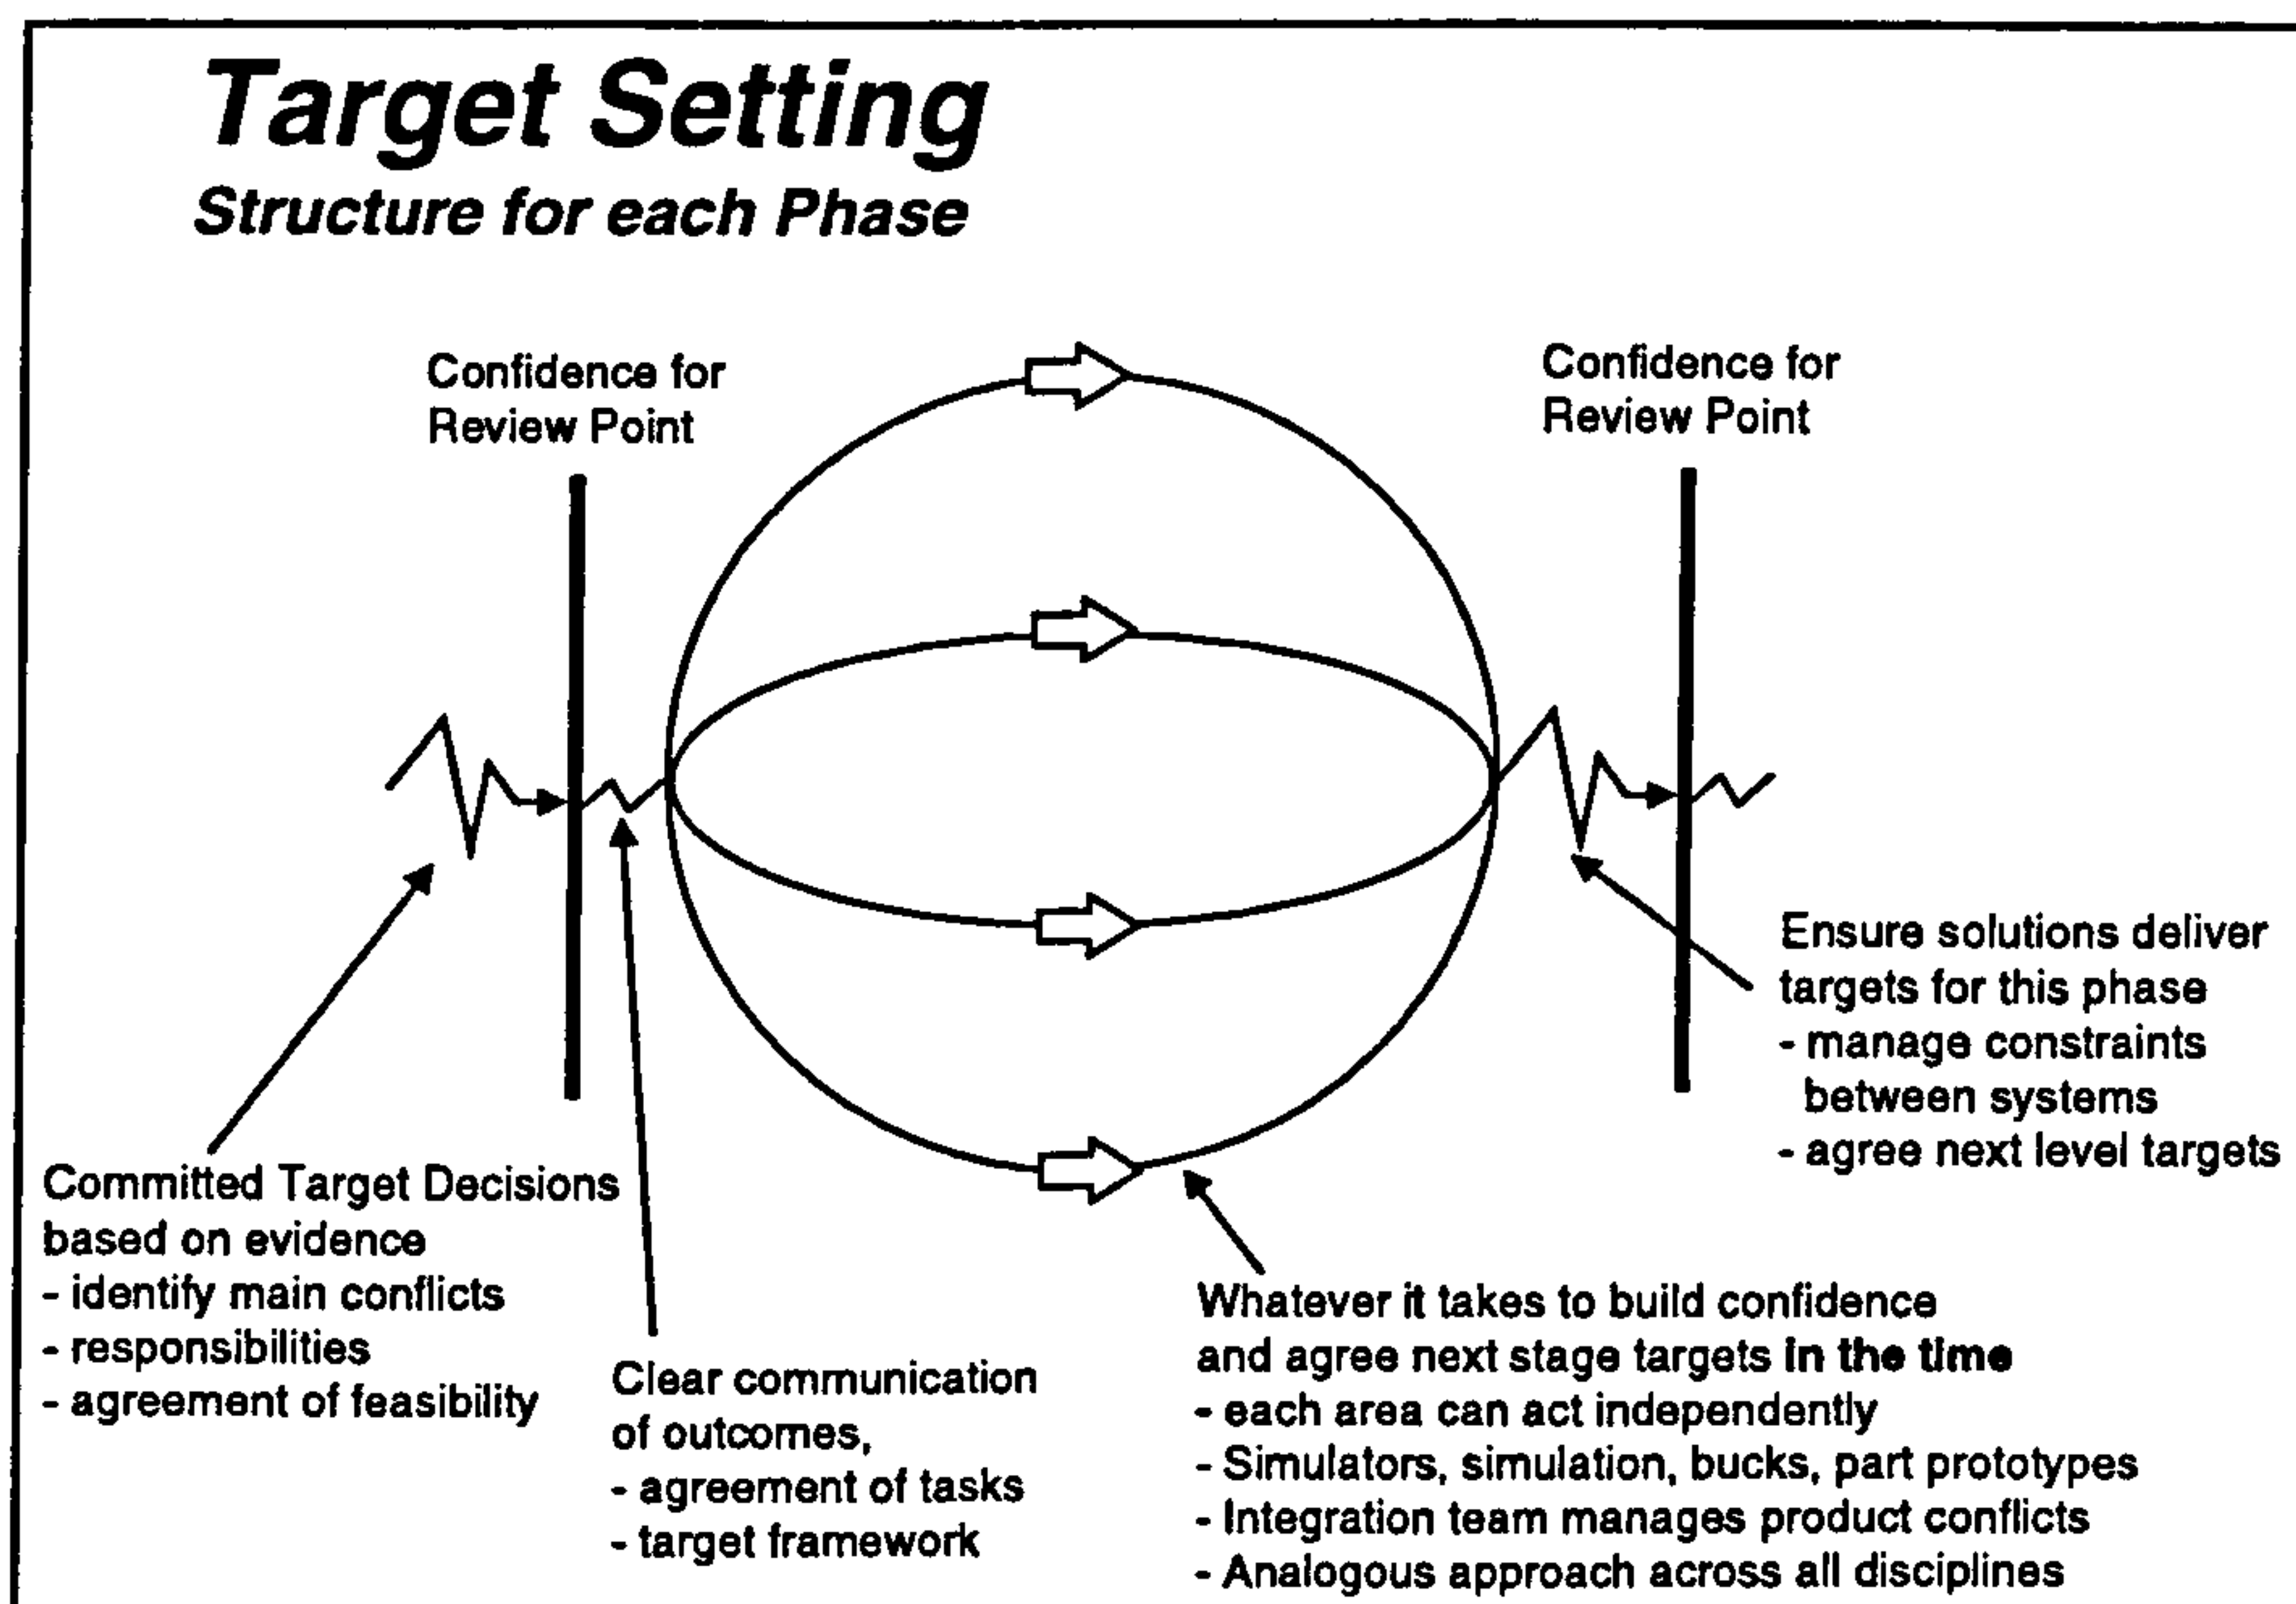 Target Setting
Structure for each Phase
Confidence for
Review Point
Confidence for
Review Point
Ensure solutions deliver
targets for this phase
- manage constraints
between systems
- agree next level targets
Committed Target Decisions
based on evidence
- identify main conflicts
- responsibilities
- agreement of feasibility
Clear communication
of outcomes,
- agreement of tasks
- target framework
Whatever it takes to build confidence
and agree next stage targets in the time
- each area can act independently
- Simulators, simulation, bucks, part prototypes
- Integration team manages product conflicts
- Analogous approach across all disciplines